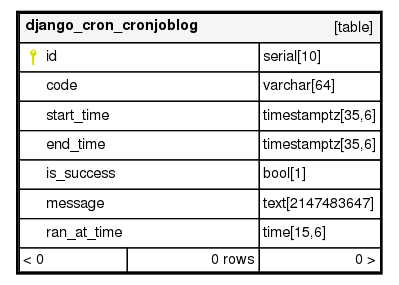 django_cron_cronjoblog [table]
id serial[10]
code varchar[64]
start_time timestamptz[35,6]
end_time timestamptz[35,6]
is_success bool[1]
message text[2147483647]
ran_at_time time[15,6]
< 0 0 rows 0 >